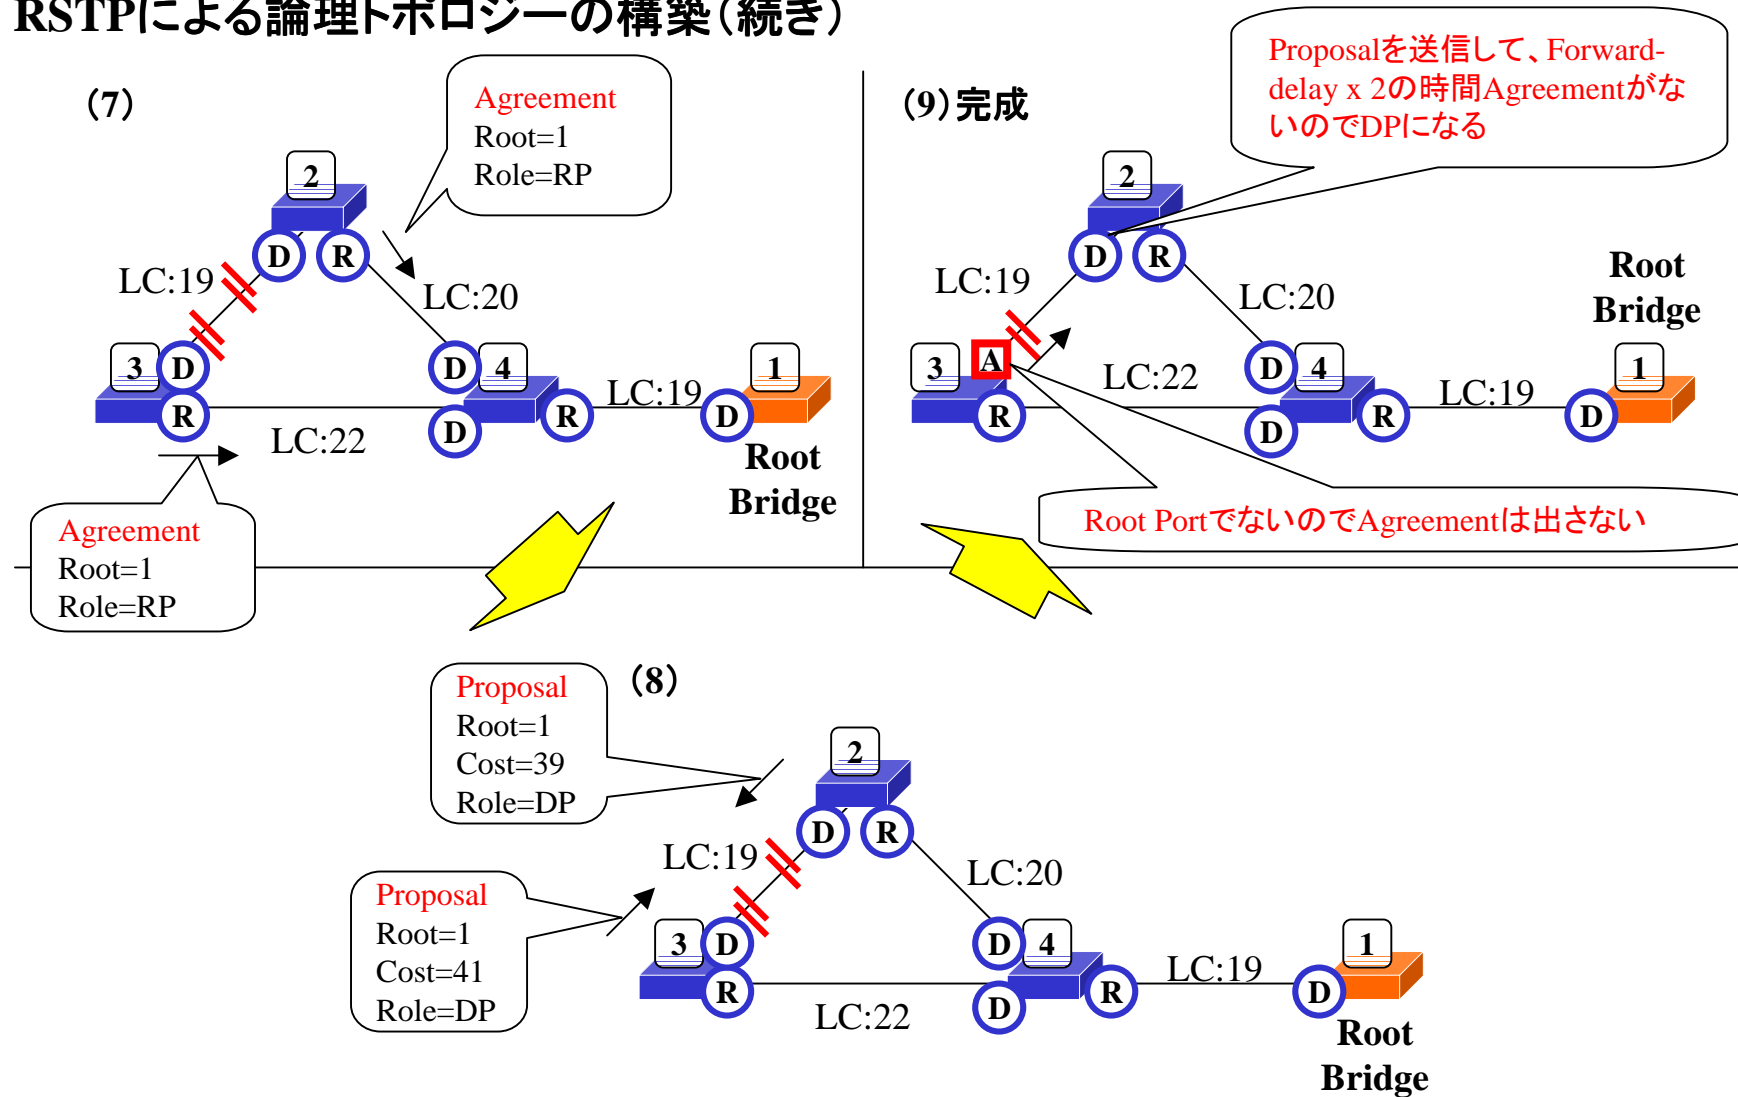 RSTPによる論理トポロジーの構築（続き）
（7）
Agreement
Root=1
Role=RP
2
D
R
LC:19
LC:20
3
D
R
D
4
D
R
LC:19
1
D
LC:22
Root
Bridge
Agreement
Root=1
Role=RP
（9）完成
Proposalを送信して、Forward-
delay x 2の時間Agreementがな
いのでDPになる
2
D
R
LC:19
LC:20
Root
Bridge
3
A
R
LC:22
D
4
D
R
LC:19
1
D
Root PortでないのでAgreementは出さない
（8）
Proposal
Root=1
Cost=39
Role=DP
2
D
R
LC:19
LC:20
Proposal
Root=1
Cost=41
Role=DP
3
D
R
D
4
D
R
LC:19
1
D
LC:22
Root
Bridge